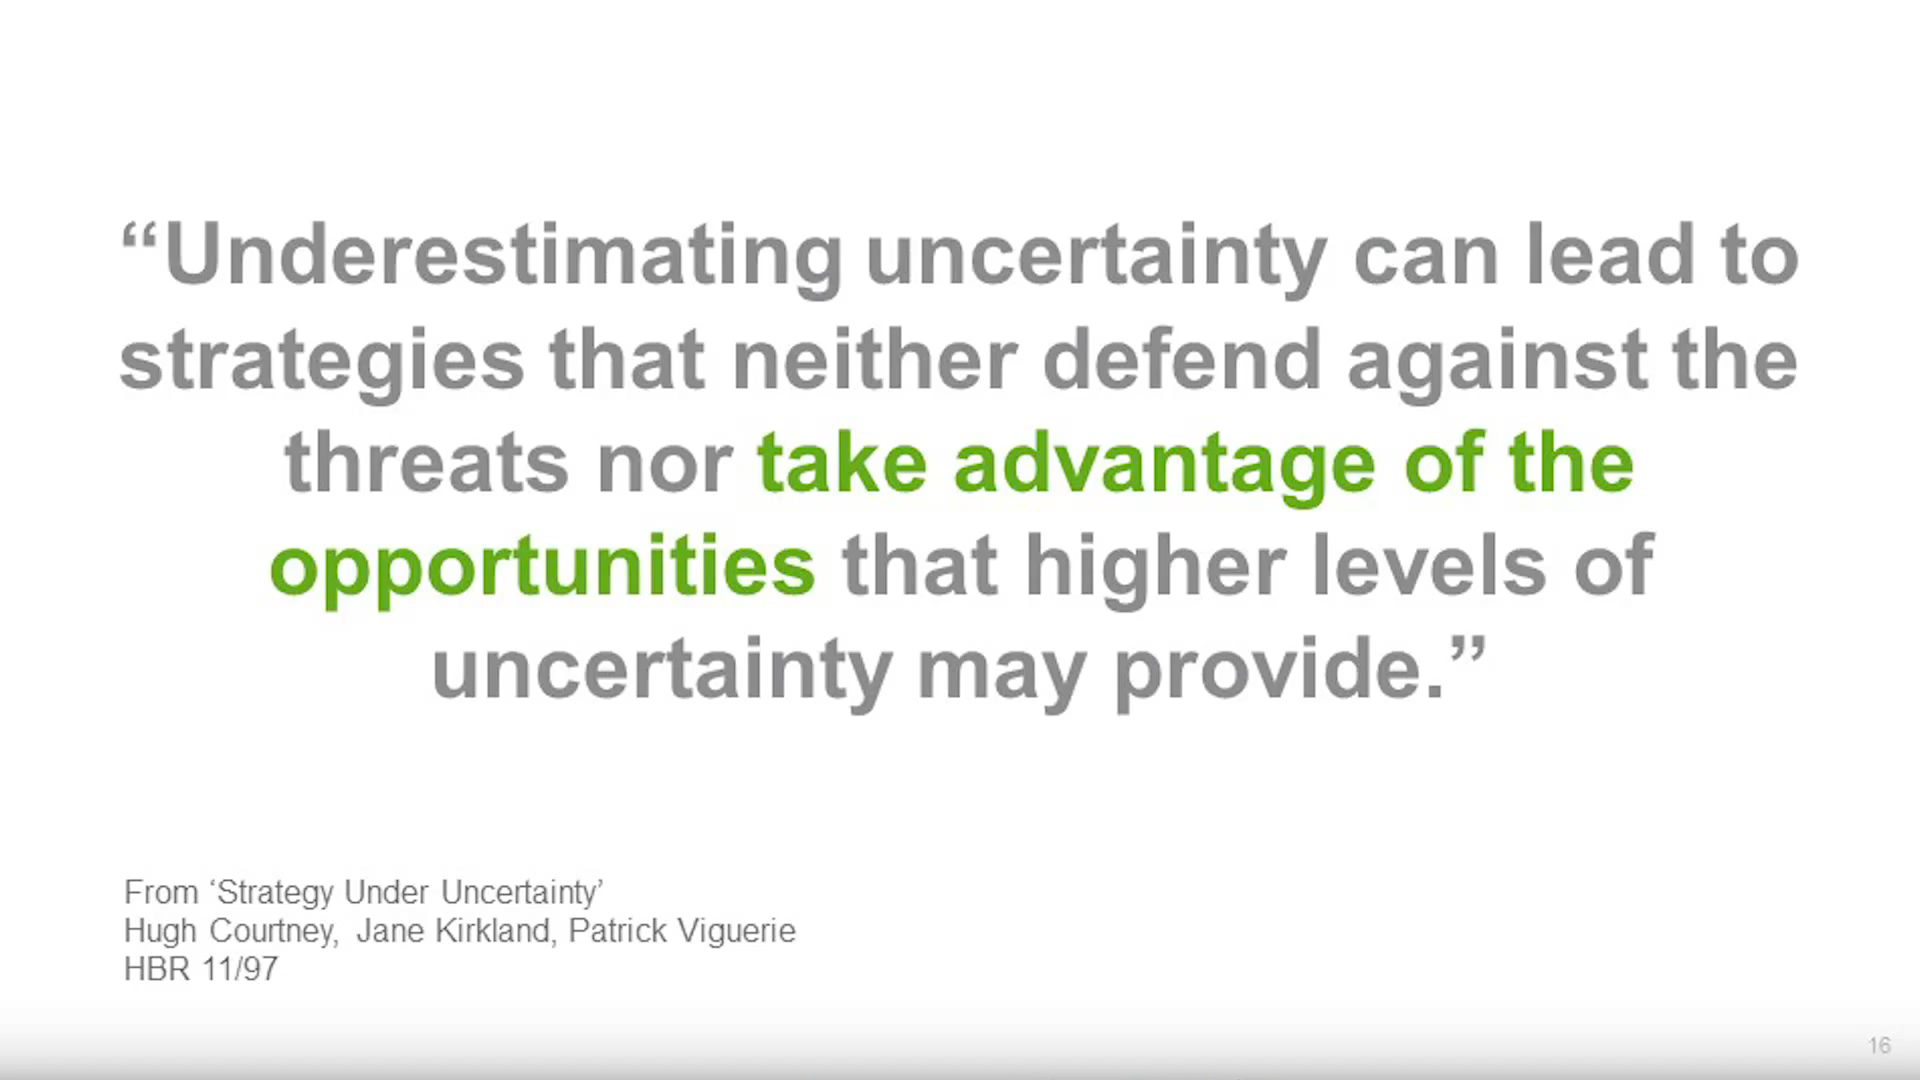 “Underestimating uncertainty can lead to
strategies that neither defend against the
threats nor take advantage of the
opportunities that higher levels of
uncertainty may provide.”
From ‘Strategy Under Uncertainty’
Hugh Courtney, Jane Kirkland, Patrick Viguerie
HBR 11/97
16